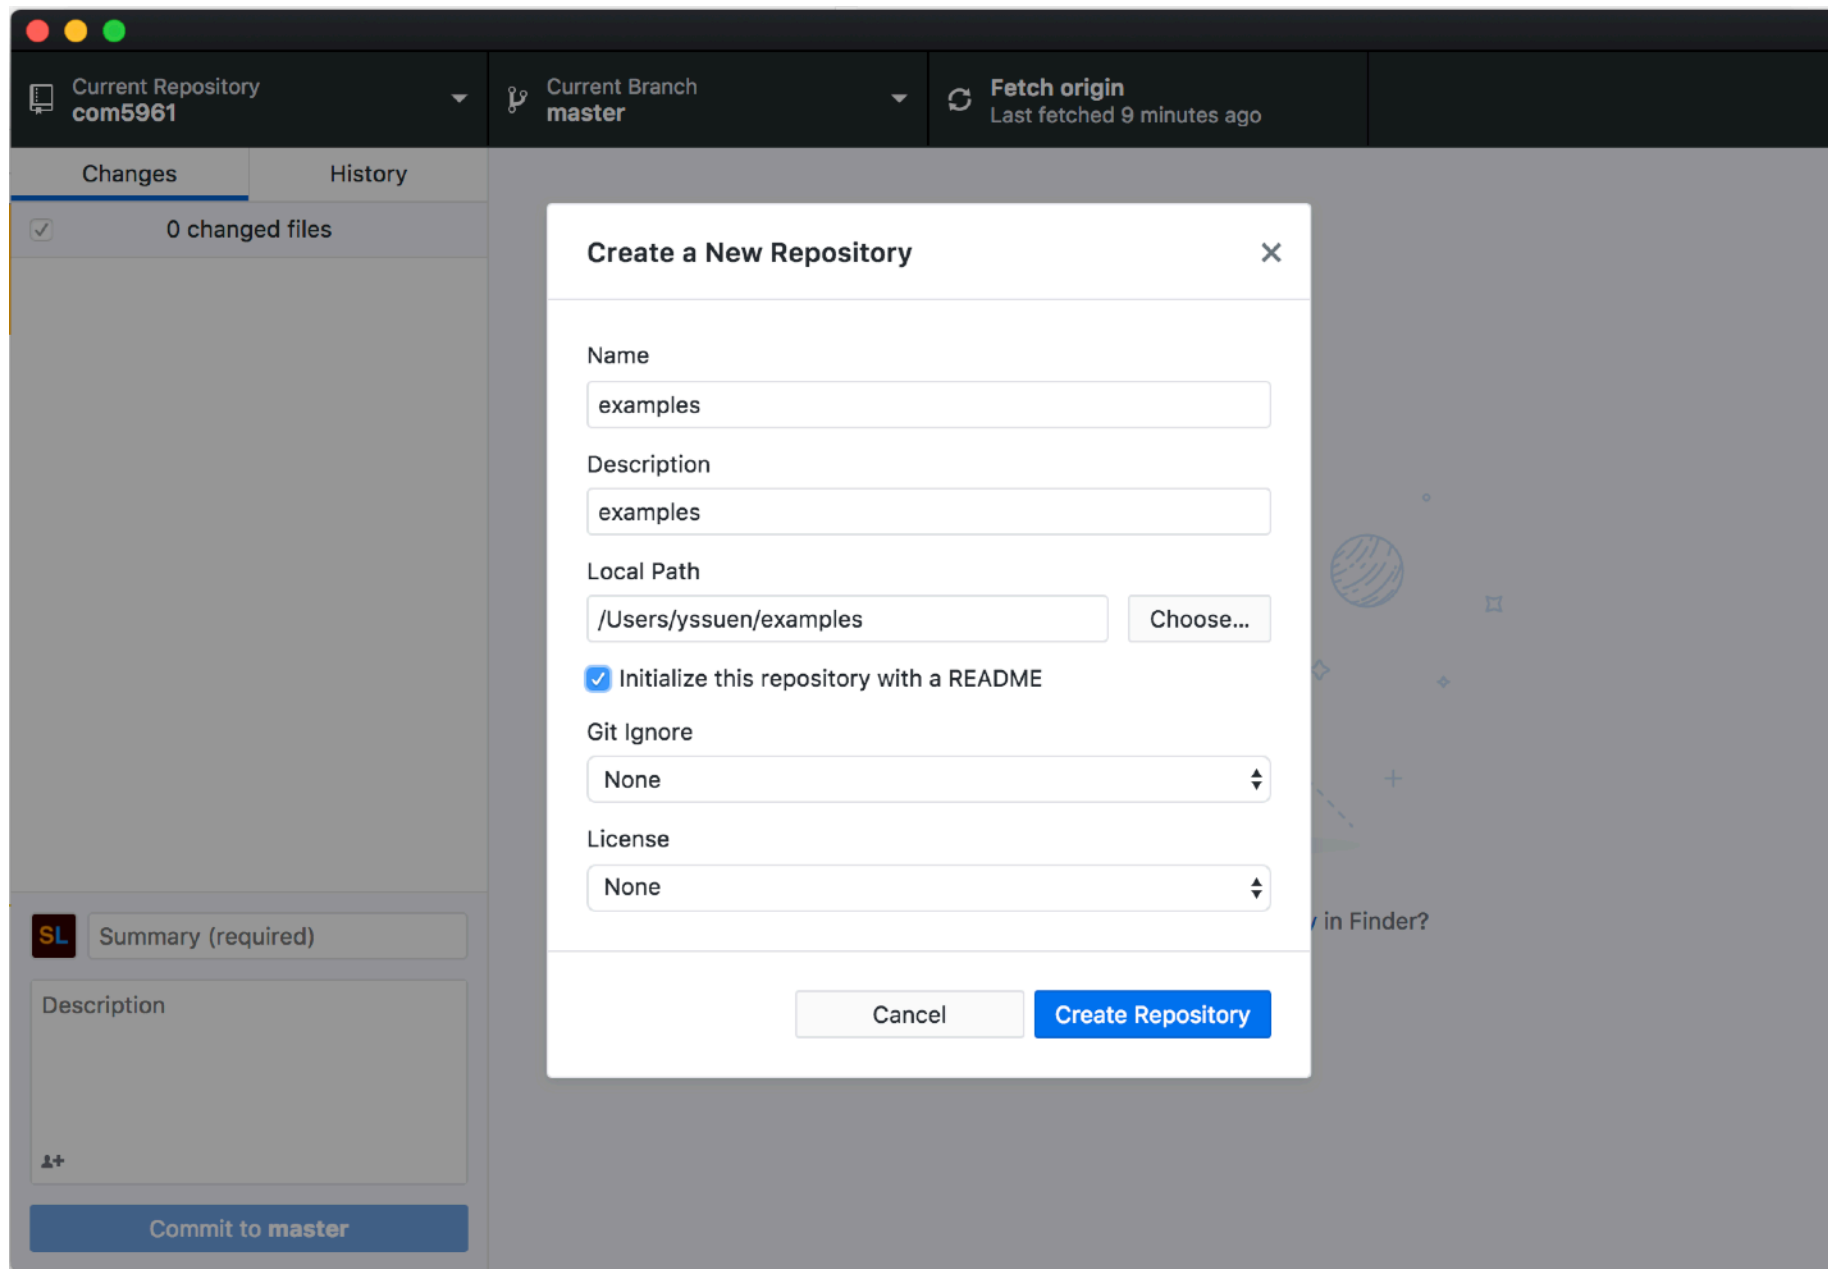 Current Repository
com5961
Current Branch
master
Fetch origin
Last fetched 9 minutes ago
Changes
History
0 changed files
Create a New Repository
Name
examples
Description
examples
Local Path
/Users/yssuen/examples
Choose...
Initialize this repository with a README
Git Ignore
None
License
None
in Finder?
Cancel
Create Repository
SL
Summary (required)
Description
Commit to master